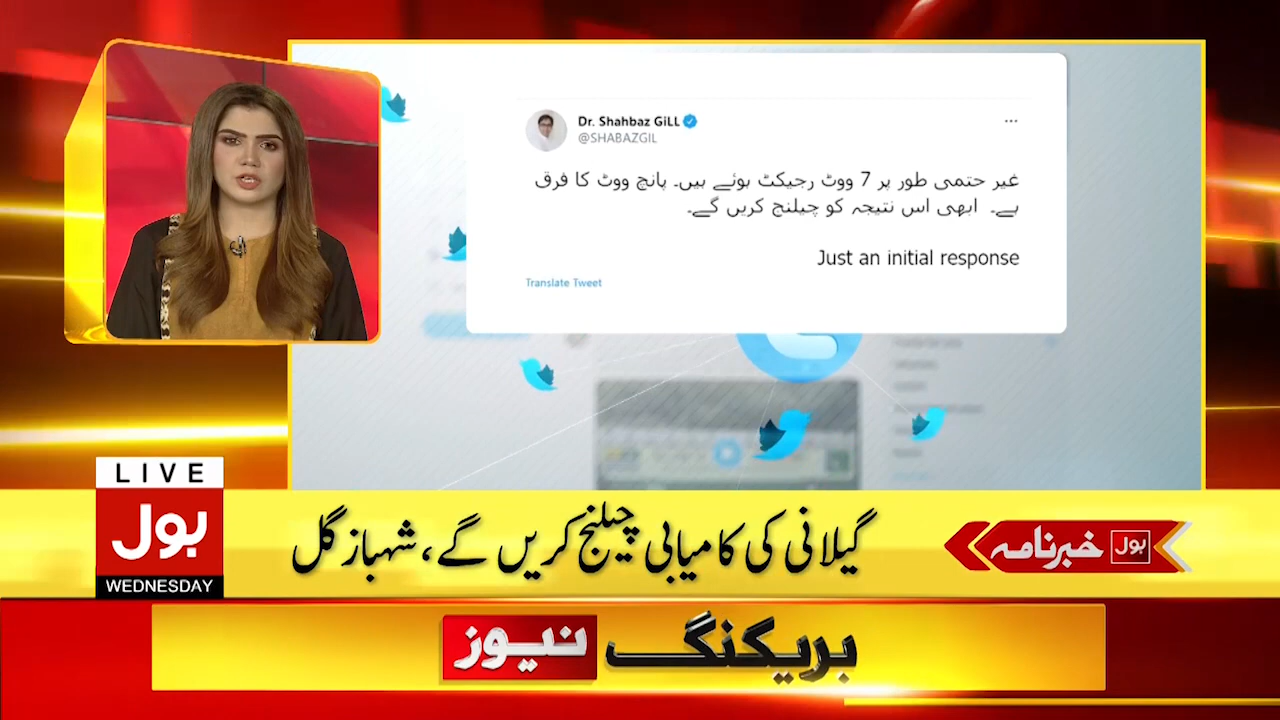 Dr. Shahbaz GiLL
@SHABAZGIL
غیر حتمی طور پر 7 ووٹ رجیکٹ ہوئے ہیں۔ پانچ ووٹ کا فرق
ہے۔ ابھی اس نتیجہ کو چیلنج کریں گے۔
Just an initial response
Translate Tweet
LIVE
بول
WEDNESDAY
گیلانی کی کامیابی چیلنج کریں گے، شہباز گل
بول خبرنامہ
بریکنگ نیوز